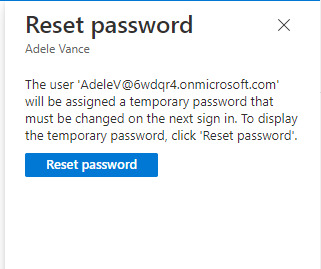 Reset password
Adele Vance
The user 'AdeleV@6wdqr4.onmicrosoft.com'
will be assigned a temporary password that
must be changed on the next sign in. To display
the temporary password, click 'Reset password'.
Reset password